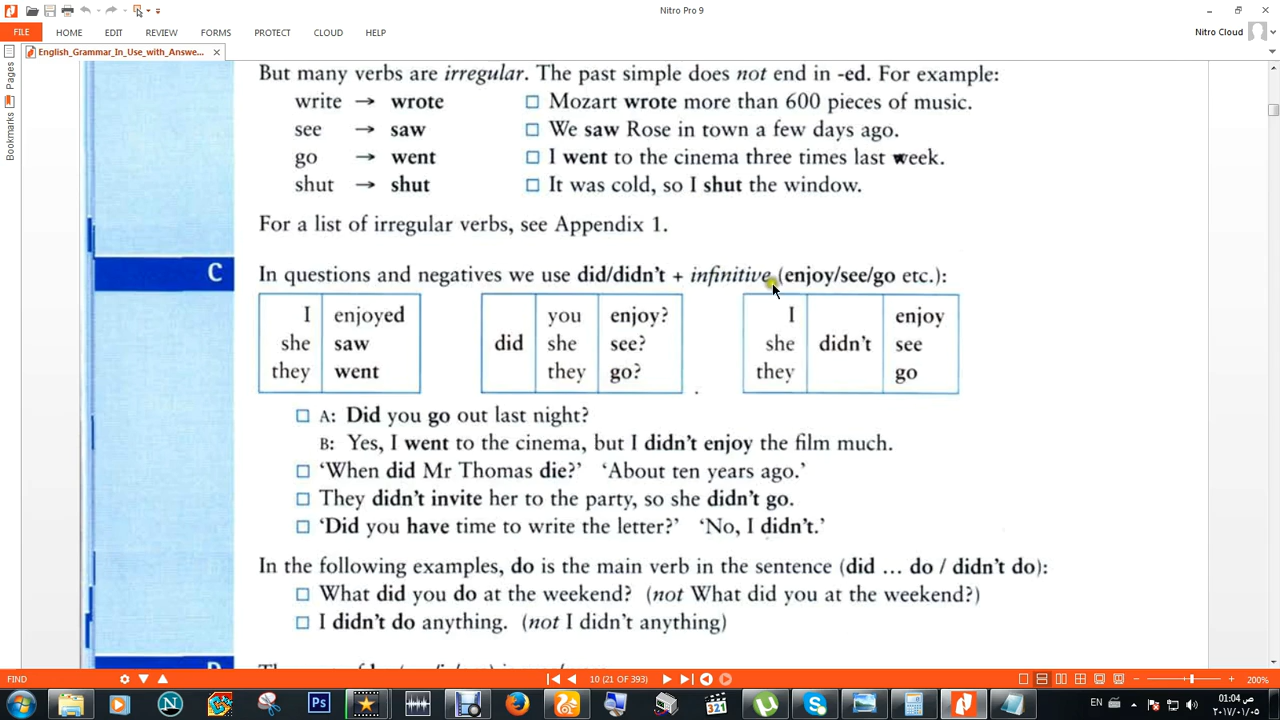 Nitro Pro 9
FILE HOME EDIT REVIEW FORMS PROTECT CLOUD HELP Nitro Cloud
English_Grammar_In_Use_with_Answe...
Pages
Bookmarks
But many verbs are irregular. The past simple does not end in -ed. For example:
write → wrote □ Mozart wrote more than 600 pieces of music.
see → saw □ We saw Rose in town a few days ago.
go → went □ I went to the cinema three times last week.
shut → shut □ It was cold, so I shut the window.
For a list of irregular verbs, see Appendix 1.
C
In questions and negatives we use did/didn't + infinitive (enjoy/see/go etc.):
I enjoyed you enjoy? I enjoy
she saw did she see? she didn't see
they went they go? they go
□ A: Did you go out last night?
B: Yes, I went to the cinema, but I didn't enjoy the film much.
□ 'When did Mr Thomas die?' 'About ten years ago.'
□ They didn't invite her to the party, so she didn't go.
□ 'Did you have time to write the letter?' 'No, I didn't.'
In the following examples, do is the main verb in the sentence (did ... do / didn't do):
□ What did you do at the weekend? (not What did you at the weekend?)
□ I didn't do anything. (not I didn't anything)
FIND 10 (21 OF 393) 200%
EN ص 01:04
٢٠١٧/٠١/٠٥